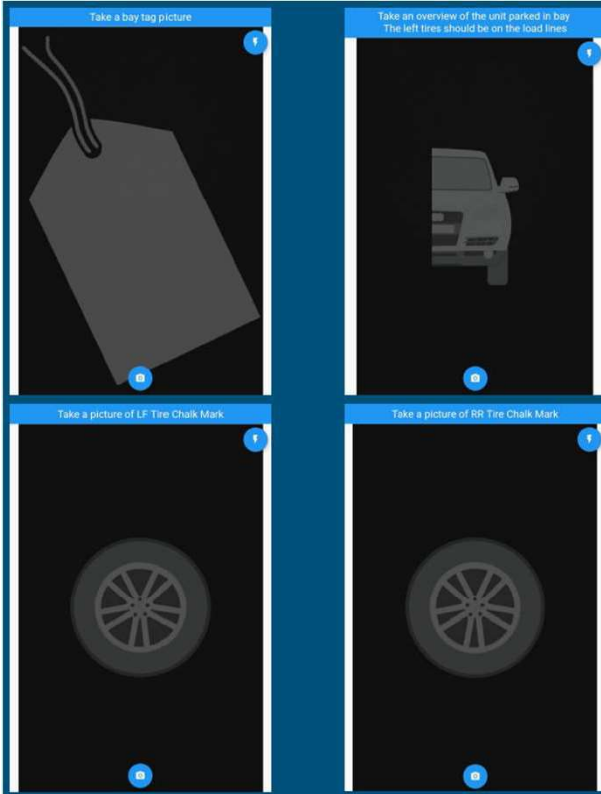 Take a bay tag picture
Take an overview of the unit parked in bay
The left tires should be on the load lines
Take a picture of LF Tire Chalk Mark
Take a picture of RR Tire Chalk Mark